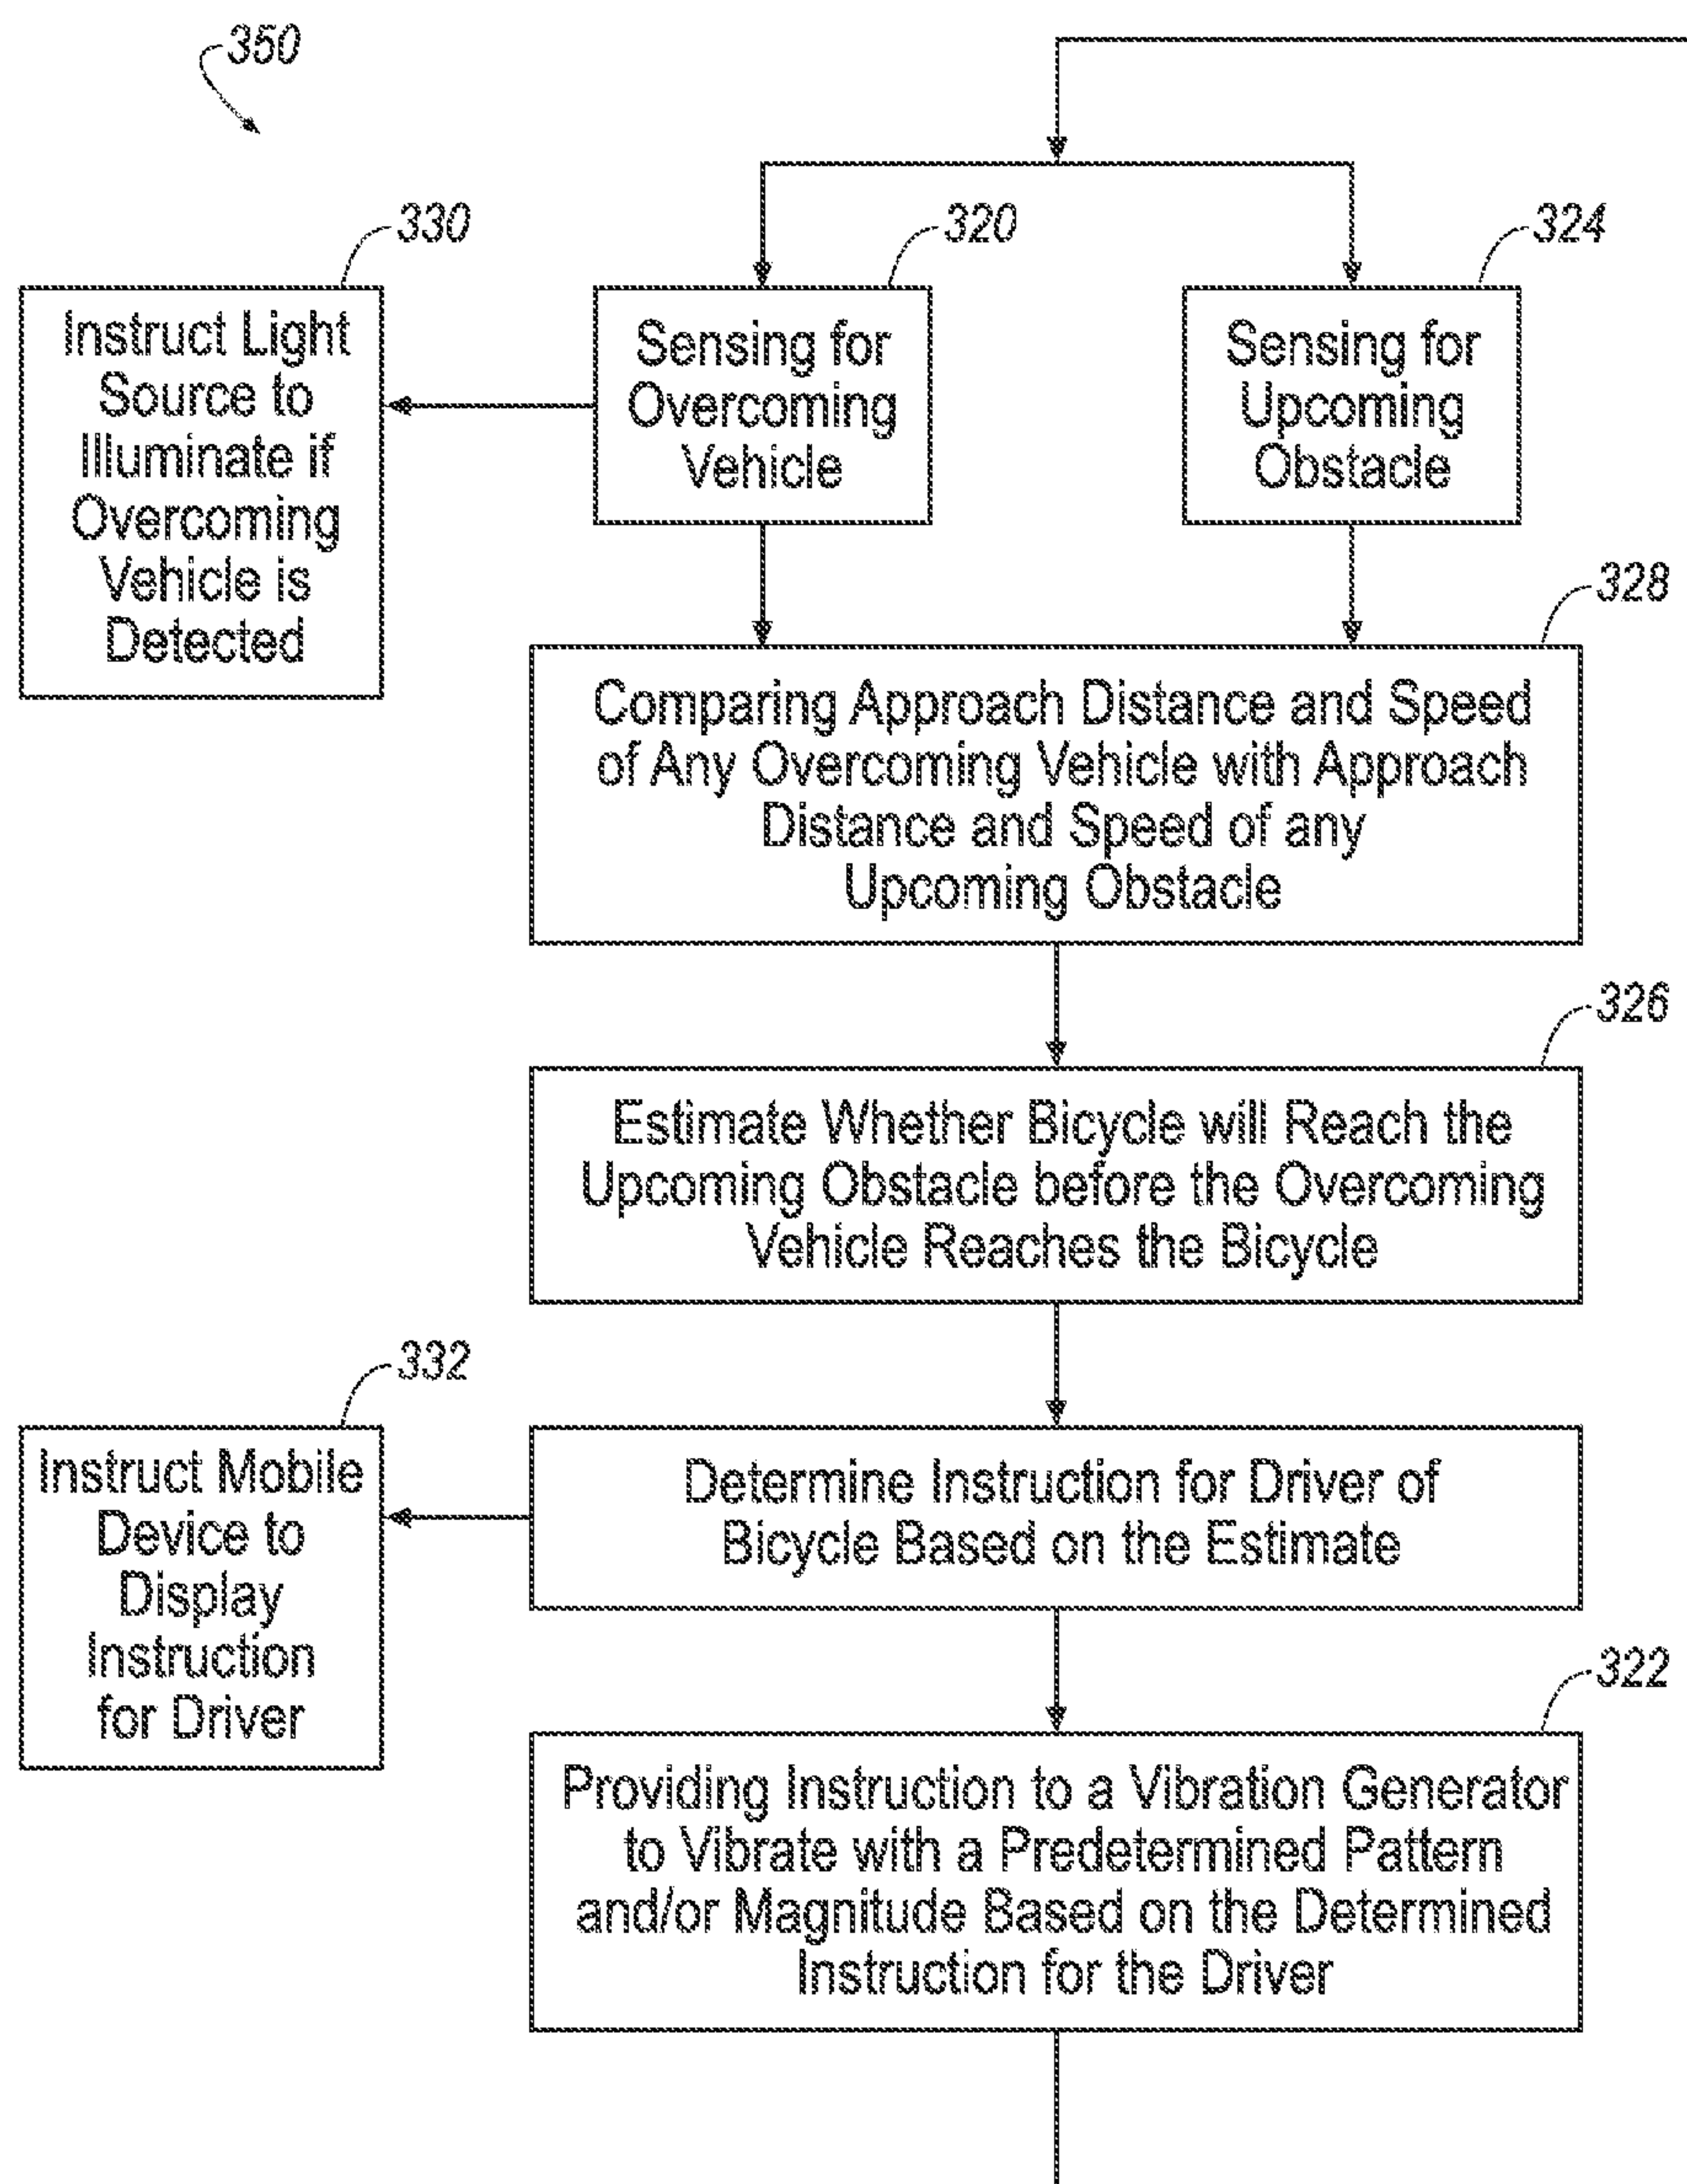 350
330
Instruct Light
Source to
Illuminate if
Overcoming
Vehicle is
Detected
320
Sensing for
Overcoming
Vehicle
324
Sensing for
Upcoming
Obstacle
328
Comparing Approach Distance and Speed
of Any Overcoming Vehicle with Approach
Distance and Speed of any
Upcoming Obstacle
326
Estimate Whether Bicycle will Reach the
Upcoming Obstacle before the Overcoming
Vehicle Reaches the Bicycle
332
Instruct Mobile
Device to
Display
Instruction
for Driver
Determine Instruction for Driver of
Bicycle Based on the Estimate
322
Providing Instruction to a Vibration Generator
to Vibrate with a Predetermined Pattern
and/or Magnitude Based on the Determined
Instruction for the Driver